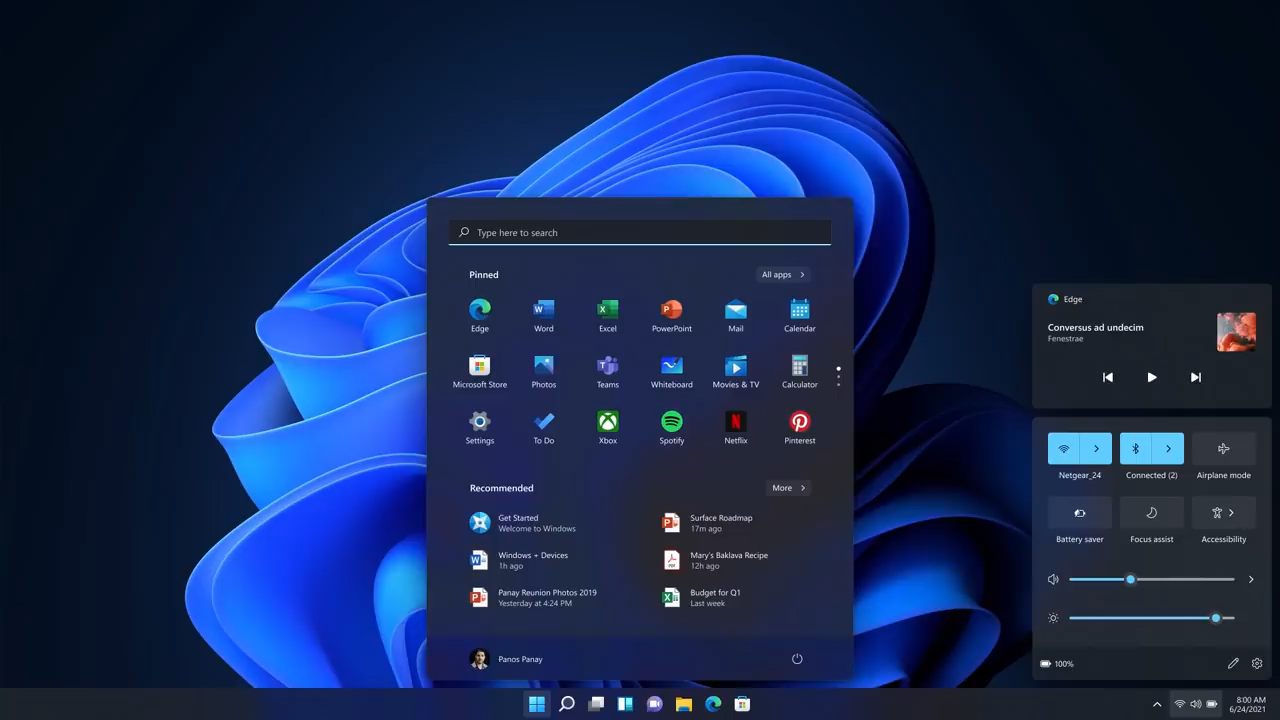 Type here to search
Pinned
All apps
Edge Word Excel PowerPoint Mail Calendar
Microsoft Store Photos Teams Whiteboard Movies & TV Calculator
Settings To Do Xbox Spotify Netflix Pinterest
Recommended
More
Get Started
Welcome to Windows
Surface Roadmap
17m ago
Windows + Devices
1h ago
Mary's Baklava Recipe
12h ago
Panay Reunion Photos 2019
Yesterday at 4:24 PM
Budget for Q1
Last week
Panos Panay
Edge
Conversus ad undecim
Fenestrae
Netgear_24 Connected (2) Airplane mode
Battery saver Focus assist Accessibility
100%
8:00 AM
6/24/2021